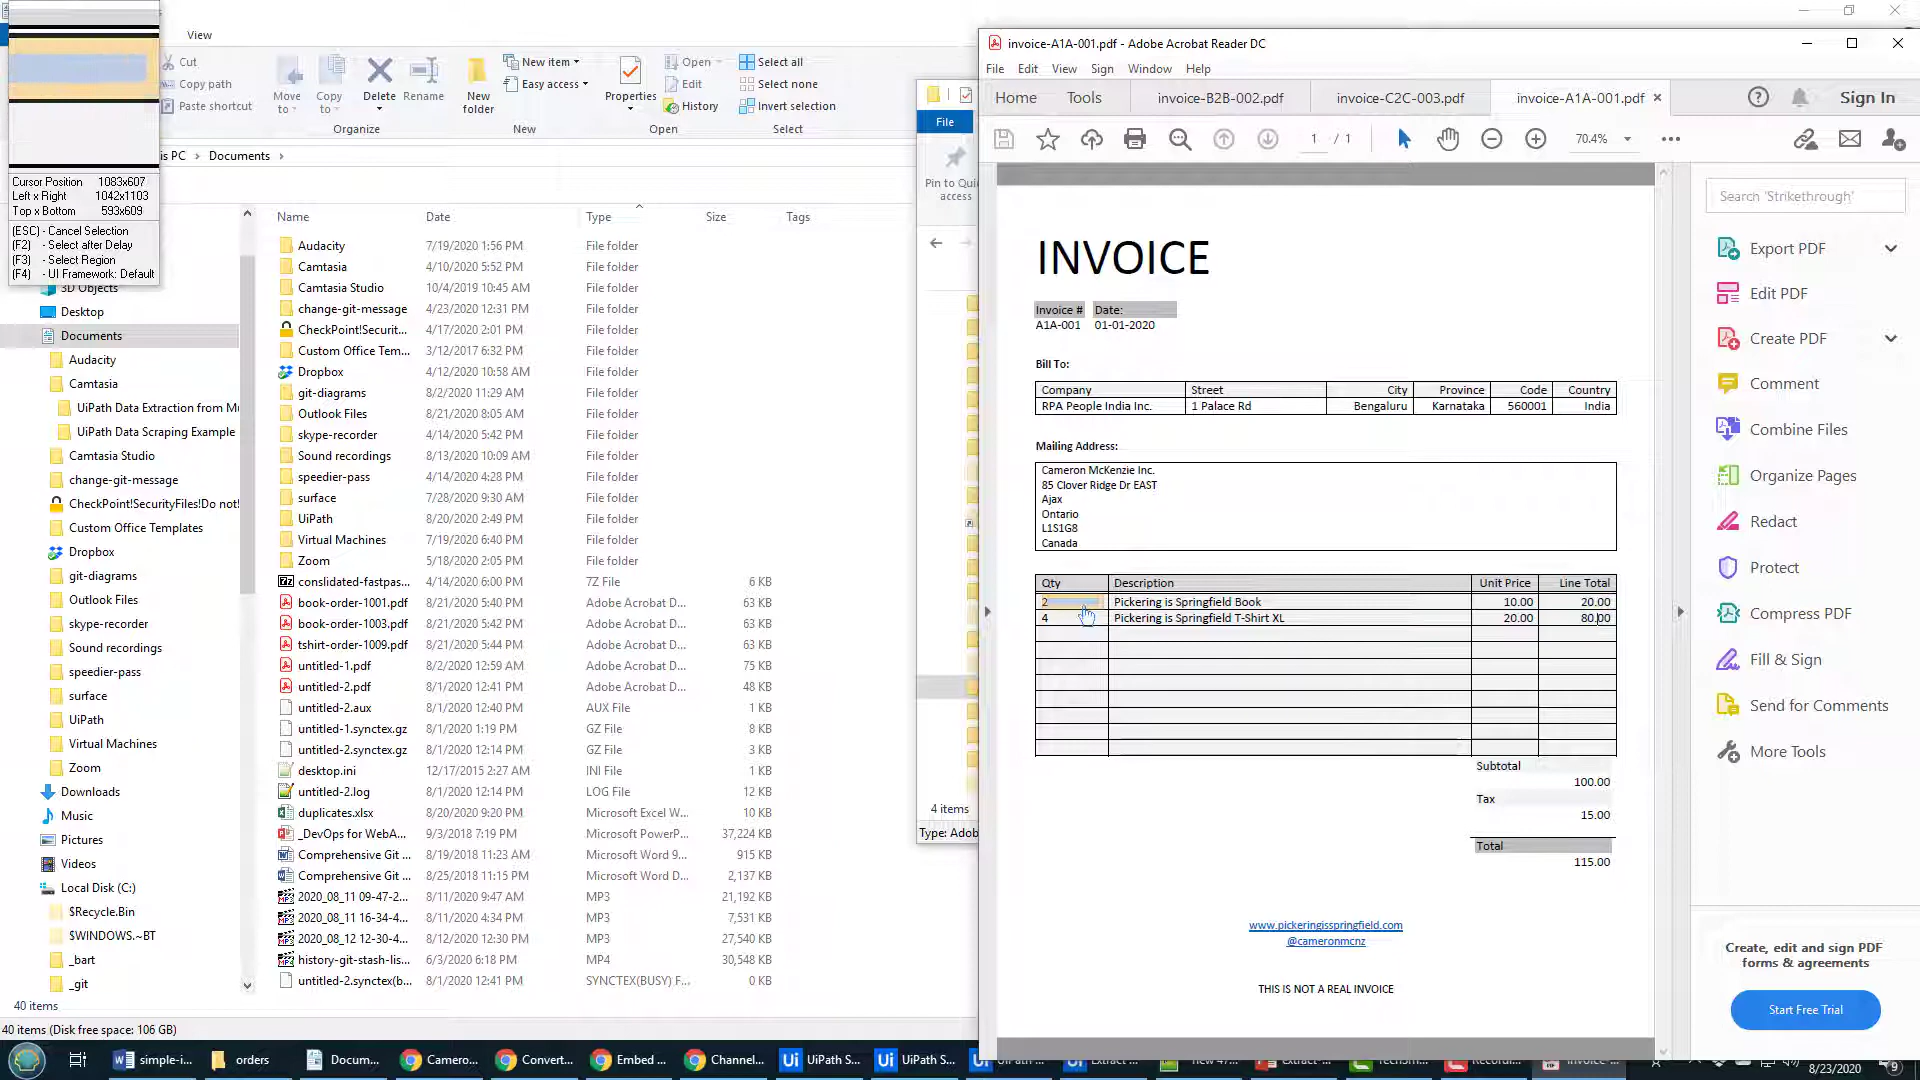 View
Cut
Copy path
Paste shortcut
Move to
Copy to
Delete
Rename
New folder
New item
Easy access
Properties
Open
Edit
History
Select all
Select none
Invert selection
Organize
New
Open
Select
is PC > Documents >
Cursor Position 1083x607
Left x Right 1042x1103
Top x Bottom 593x609
(ESC) - Cancel Selection
(F2) - Select after Delay
(F3) - Select Region
(F4) - UI Framework: Default
3D Objects
Desktop
Documents
Audacity
Camtasia
UiPath Data Extraction from Mu
UiPath Data Scraping Example
Camtasia Studio
change-git-message
CheckPoint!SecurityFiles!Do not!
Custom Office Templates
Dropbox
git-diagrams
Outlook Files
skype-recorder
Sound recordings
speedier-pass
surface
UiPath
Virtual Machines
Zoom
Downloads
Music
Pictures
Videos
Local Disk (C:)
$Recycle.Bin
$WINDOWS.~BT
_bart
_git
Name Date Type Size Tags
Audacity 7/19/2020 1:56 PM File folder
Camtasia 4/10/2020 5:52 PM File folder
Camtasia Studio 10/4/2019 10:45 AM File folder
change-git-message 4/23/2020 12:31 PM File folder
CheckPoint!Securit... 4/17/2020 2:01 PM File folder
Custom Office Tem... 3/12/2017 6:32 PM File folder
Dropbox 4/12/2020 10:58 AM File folder
git-diagrams 8/2/2020 11:29 AM File folder
Outlook Files 8/21/2020 8:05 AM File folder
skype-recorder 4/14/2020 5:42 PM File folder
Sound recordings 8/13/2020 10:09 AM File folder
speedier-pass 4/14/2020 4:28 PM File folder
surface 7/28/2020 9:30 AM File folder
UiPath 8/20/2020 2:49 PM File folder
Virtual Machines 7/19/2020 6:40 PM File folder
Zoom 5/18/2020 2:05 PM File folder
conslidated-fastpas... 4/14/2020 6:00 PM 7Z File 6 KB
book-order-1001.pdf 8/21/2020 5:40 PM Adobe Acrobat D... 63 KB
book-order-1003.pdf 8/21/2020 5:42 PM Adobe Acrobat D... 63 KB
tshirt-order-1009.pdf 8/21/2020 5:44 PM Adobe Acrobat D... 63 KB
untitled-1.pdf 8/2/2020 12:59 AM Adobe Acrobat D... 75 KB
untitled-2.pdf 8/1/2020 12:41 PM Adobe Acrobat D... 48 KB
untitled-2.aux 8/1/2020 12:40 PM AUX File 1 KB
untitled-1.synctex.gz 8/1/2020 1:19 PM GZ File 8 KB
untitled-2.synctex.gz 8/1/2020 12:14 PM GZ File 3 KB
desktop.ini 12/17/2015 2:27 AM INI File 1 KB
untitled-2.log 8/1/2020 12:14 PM LOG File 12 KB
duplicates.xlsx 8/20/2020 9:20 PM Microsoft Excel W... 10 KB
_DevOps for WebA... 9/3/2018 7:19 PM Microsoft PowerP... 37,224 KB
Comprehensive Git ... 8/19/2018 11:23 AM Microsoft Word 9... 915 KB
Comprehensive Git ... 8/25/2018 11:15 PM Microsoft Word D... 2,137 KB
2020_08_11 09-47-2... 8/11/2020 9:47 AM MP3 21,192 KB
2020_08_11 16-34-4... 8/11/2020 4:34 PM MP3 7,531 KB
2020_08_12 12-30-4... 8/12/2020 12:30 PM MP3 27,540 KB
history-git-stash-lis... 6/3/2020 6:18 PM MP4 30,548 KB
untitled-2.synctex(b... 8/1/2020 12:41 PM SYNCTEX(BUSY) F... 0 KB
40 items
40 items (Disk free space: 106 GB)
File
Pin to Quic
access
4 items
Type: Adob
invoice-A1A-001.pdf - Adobe Acrobat Reader DC
File Edit View Sign Window Help
Home Tools invoice-B2B-002.pdf invoice-C2C-003.pdf invoice-A1A-001.pdf × Sign In
1 / 1 70.4%
INVOICE
Invoice # Date:
A1A-001 01-01-2020
Bill To:
Company Street City Province Code Country
RPA People India Inc. 1 Palace Rd Bengaluru Karnataka 560001 India
Mailing Address:
Cameron McKenzie Inc.
85 Clover Ridge Dr EAST
Ajax
Ontario
L1S1G8
Canada
Qty Description Unit Price Line Total
2 Pickering is Springfield Book 10.00 20.00
4 Pickering is Springfield T-Shirt XL 20.00 80.00
Subtotal
100.00
Tax
15.00
Total
115.00
www.pickeringisspringfield.com
@cameronmcnz
THIS IS NOT A REAL INVOICE
Search 'Strikethrough'
Export PDF
Edit PDF
Create PDF
Comment
Combine Files
Organize Pages
Redact
Protect
Compress PDF
Fill & Sign
Send for Comments
More Tools
Create, edit and sign PDF
forms & agreements
Start Free Trial
simple-i... orders Docum... Camero... Convert... Embed ... Channel... UiPath S... UiPath S...
8/23/2020